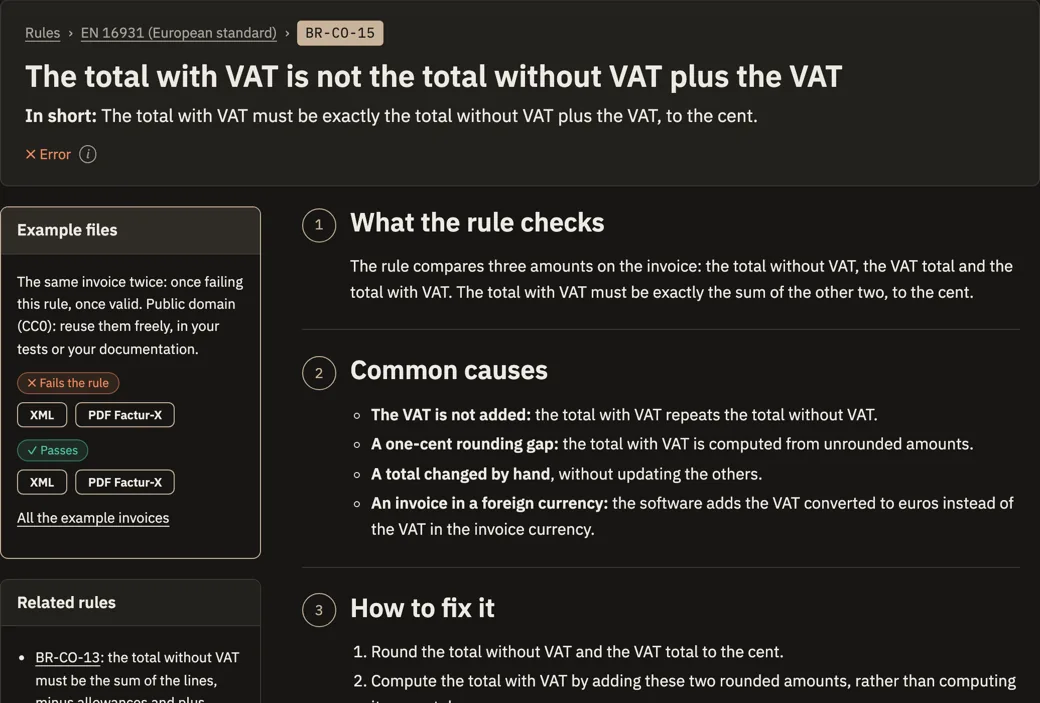 Rules › EN 16931 (European standard) › BR-CO-15
The total with VAT is not the total without VAT plus the VAT
In short: The total with VAT must be exactly the total without VAT plus the VAT, to the cent.
✕ Error i
Example files
The same invoice twice: once failing
this rule, once valid. Public domain
(CC0): reuse them freely, in your
tests or your documentation.
✕ Fails the rule
XML PDF Factur-X
✓ Passes
XML PDF Factur-X
All the example invoices
Related rules
• BR-CO-13: the total without VAT
must be the sum of the lines,
minus allowances and plus
1 What the rule checks
The rule compares three amounts on the invoice: the total without VAT, the VAT total and the
total with VAT. The total with VAT must be exactly the sum of the other two, to the cent.
2 Common causes
◦ The VAT is not added: the total with VAT repeats the total without VAT.
◦ A one-cent rounding gap: the total with VAT is computed from unrounded amounts.
◦ A total changed by hand, without updating the others.
◦ An invoice in a foreign currency: the software adds the VAT converted to euros instead of
the VAT in the invoice currency.
3 How to fix it
1. Round the total without VAT and the VAT total to the cent.
2. Compute the total with VAT by adding these two rounded amounts, rather than computing